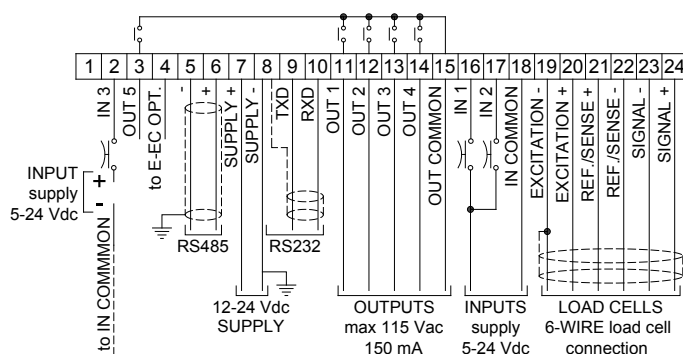 1 2 3 4 5 6 7 8 9 10 11 12 13 14 15 16 17 18 19 20 21 22 23 24
IN 3
OUT 5
to E-EC OPT.
-
+
SUPPLY +
SUPPLY -
TXD
RXD
OUT 1
OUT 2
OUT 3
OUT 4
OUT COMMON
IN 1
IN 2
IN COMMON
EXCITATION -
EXCITATION +
REF./SENSE +
REF./SENSE -
SIGNAL -
SIGNAL +
INPUT
supply
5-24 Vdc
+
-
to IN COMMMON
RS485
RS232
12-24 Vdc
SUPPLY
OUTPUTS
max 115 Vac
150 mA
INPUTS
supply
5-24 Vdc
LOAD CELLS
6-WIRE load cell
connection